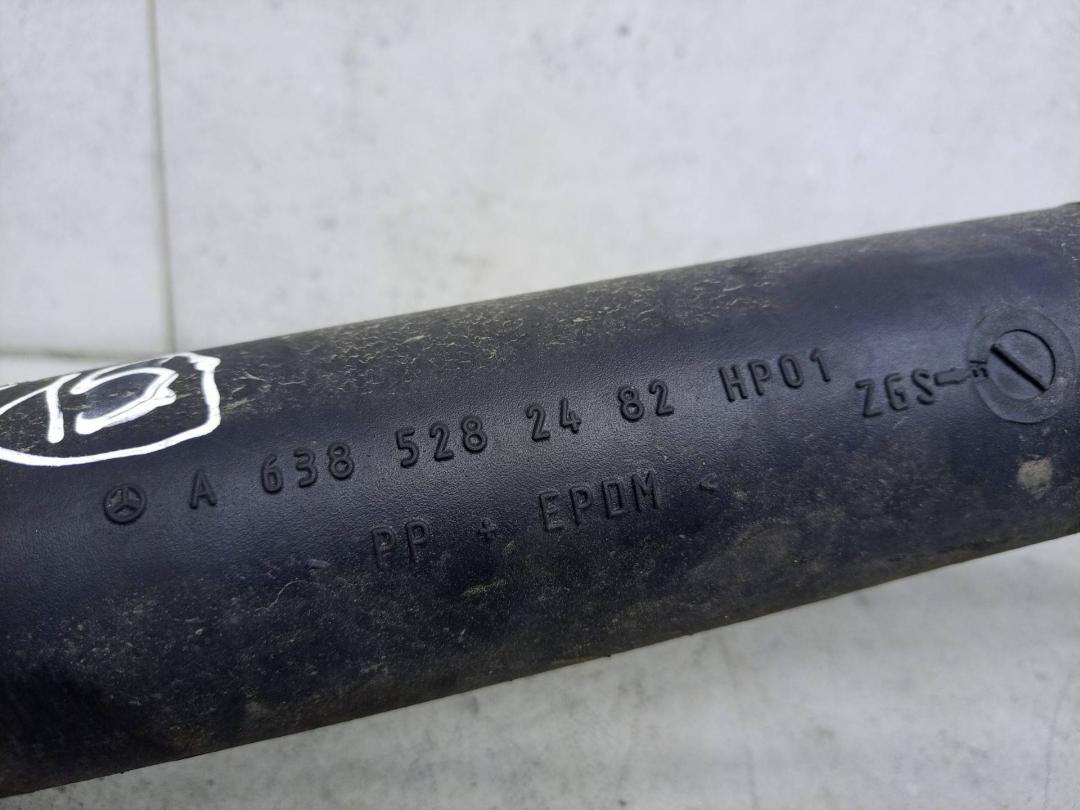 A 638 528 24 82 HP01 ZGS
PP + EPDM <